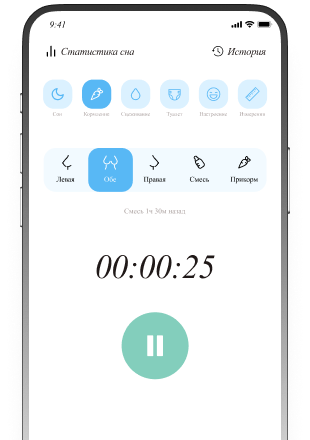 9:41
Статистика сна
История
Сон Кормление Сцеживание Туалет Настроение Измерения
Левая Обе Правая Смесь Прикорм
Смесь 1ч 30м назад
00:00:25